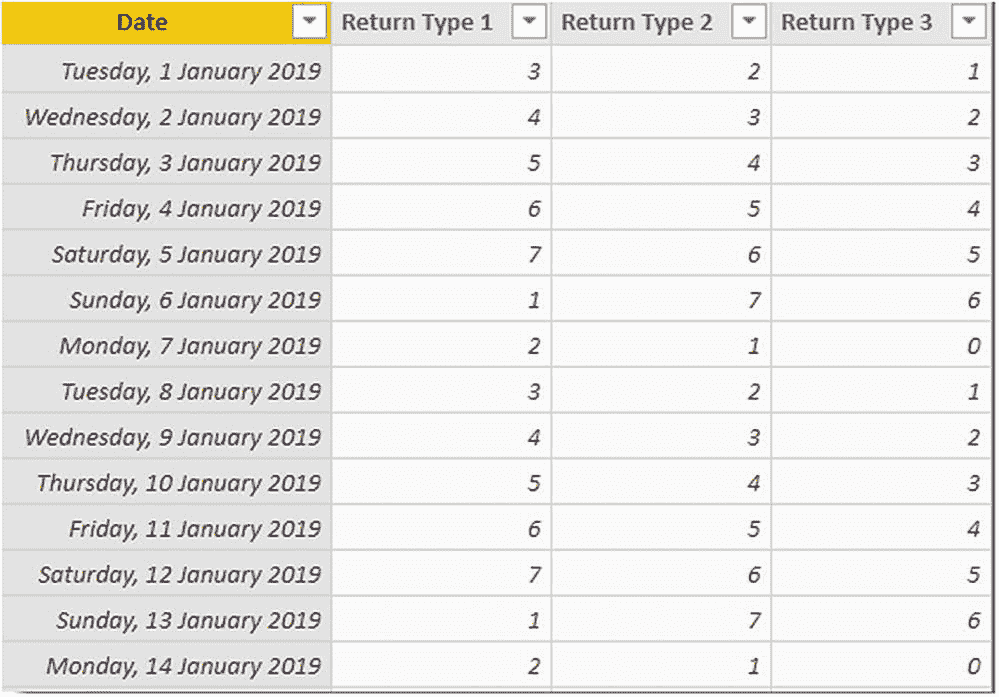 Date Return Type 1 Return Type 2 Return Type 3
Tuesday, 1 January 2019 3 2 1
Wednesday, 2 January 2019 4 3 2
Thursday, 3 January 2019 5 4 3
Friday, 4 January 2019 6 5 4
Saturday, 5 January 2019 7 6 5
Sunday, 6 January 2019 1 7 6
Monday, 7 January 2019 2 1 0
Tuesday, 8 January 2019 3 2 1
Wednesday, 9 January 2019 4 3 2
Thursday, 10 January 2019 5 4 3
Friday, 11 January 2019 6 5 4
Saturday, 12 January 2019 7 6 5
Sunday, 13 January 2019 1 7 6
Monday, 14 January 2019 2 1 0